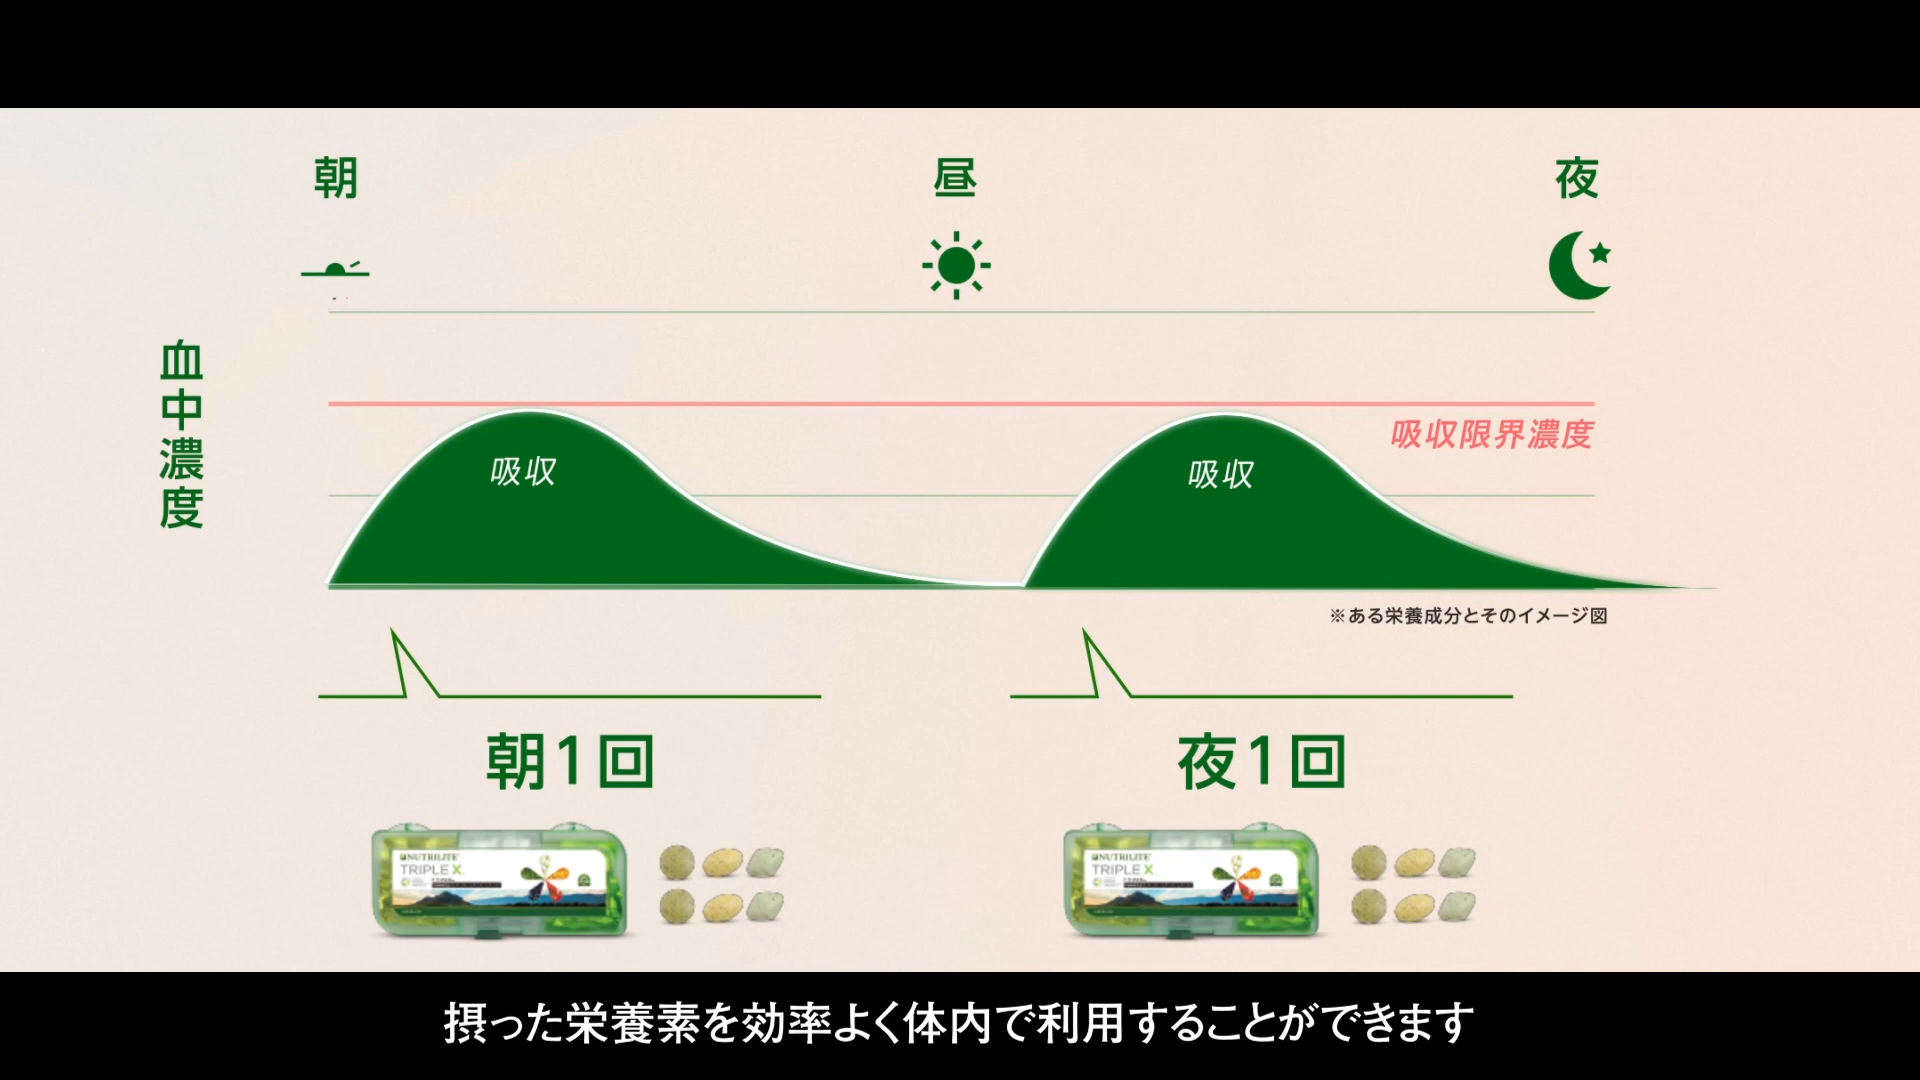 朝
昼
夜
血中濃度
吸収限界濃度
吸収
吸収
※ある栄養成分とそのイメージ図
朝1回
夜1回
NUTRILITE
TRIPLE X
NUTRILITE
TRIPLE X
摂った栄養素を効率よく体内で利用することができます